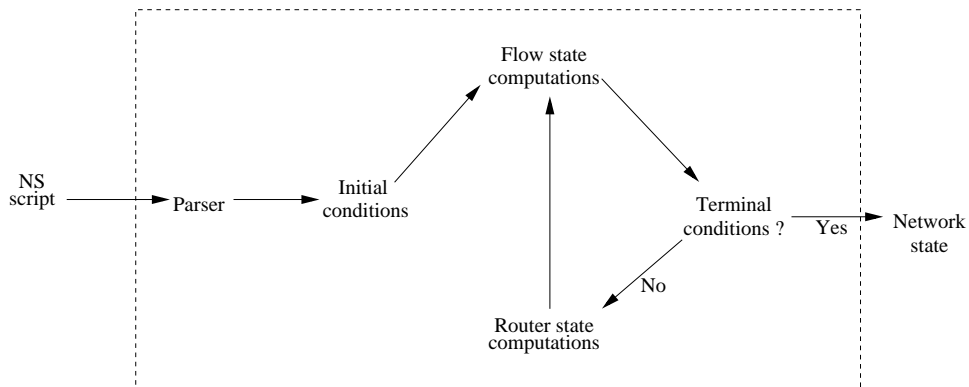 Flow state
computations
NS
script
Parser
Initial
conditions
Terminal
conditions ?
Yes
Network
state
No
Router state
computations